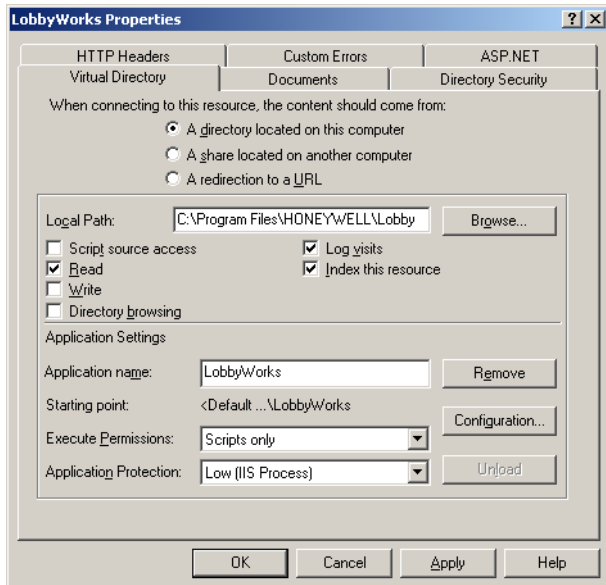 LobbyWorks Properties
HTTP Headers Custom Errors ASP.NET
Virtual Directory Documents Directory Security
When connecting to this resource, the content should come from:
A directory located on this computer
A share located on another computer
A redirection to a URL
Local Path: C:\Program Files\HONEYWELL\Lobby Browse...
Script source access Log visits
Read Index this resource
Write
Directory browsing
Application Settings
Application name: LobbyWorks Remove
Starting point: <Default ...\LobbyWorks
Configuration...
Execute Permissions: Scripts only
Application Protection: Low (IIS Process) Unload
OK Cancel Apply Help